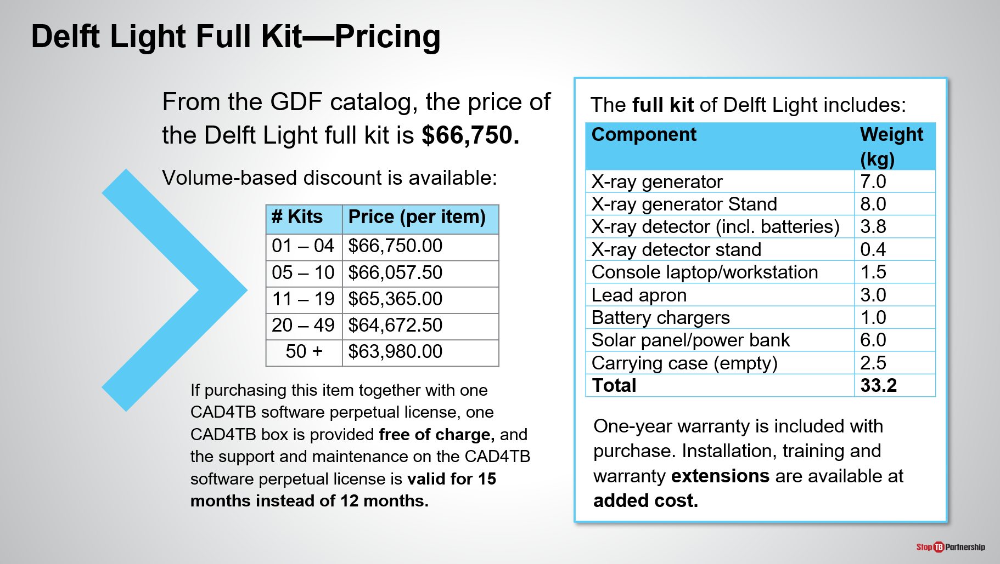 Delft Light Full Kit—Pricing
From the GDF catalog, the price of
the Delft Light full kit is $66,750.
Volume-based discount is available:
# Kits Price (per item)
01 – 04 $66,750.00
05 – 10 $66,057.50
11 – 19 $65,365.00
20 – 49 $64,672.50
50 + $63,980.00
If purchasing this item together with one
CAD4TB software perpetual license, one
CAD4TB box is provided free of charge, and
the support and maintenance on the CAD4TB
software perpetual license is valid for 15
months instead of 12 months.
The full kit of Delft Light includes:
Component Weight
(kg)
X-ray generator 7.0
X-ray generator Stand 8.0
X-ray detector (incl. batteries) 3.8
X-ray detector stand 0.4
Console laptop/workstation 1.5
Lead apron 3.0
Battery chargers 1.0
Solar panel/power bank 6.0
Carrying case (empty) 2.5
Total 33.2
One-year warranty is included with
purchase. Installation, training and
warranty extensions are available at
added cost.
Stop TB Partnership